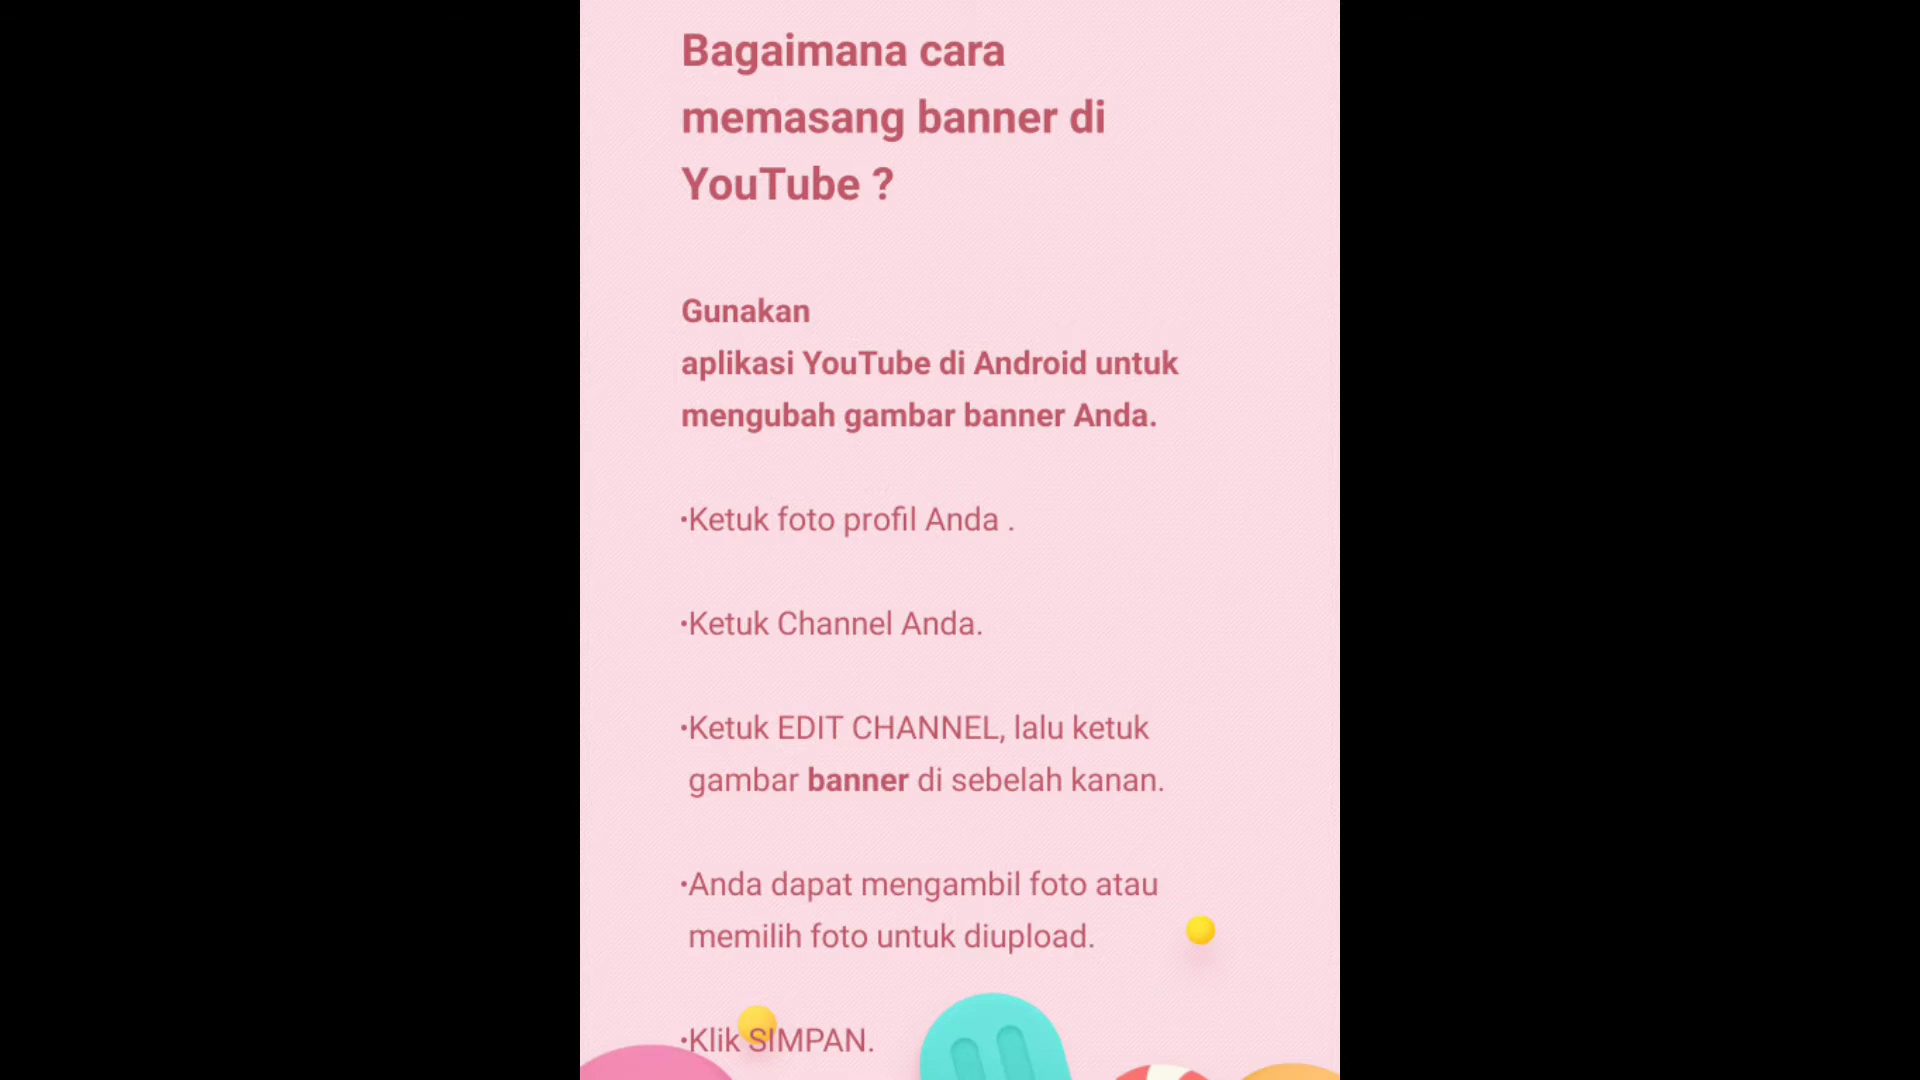 Bagaimana cara
memasang banner di
YouTube ?
Gunakan
aplikasi YouTube di Android untuk
mengubah gambar banner Anda.
•Ketuk foto profil Anda .
•Ketuk Channel Anda.
•Ketuk EDIT CHANNEL, lalu ketuk
gambar banner di sebelah kanan.
•Anda dapat mengambil foto atau
memilih foto untuk diupload.
•Klik SIMPAN.